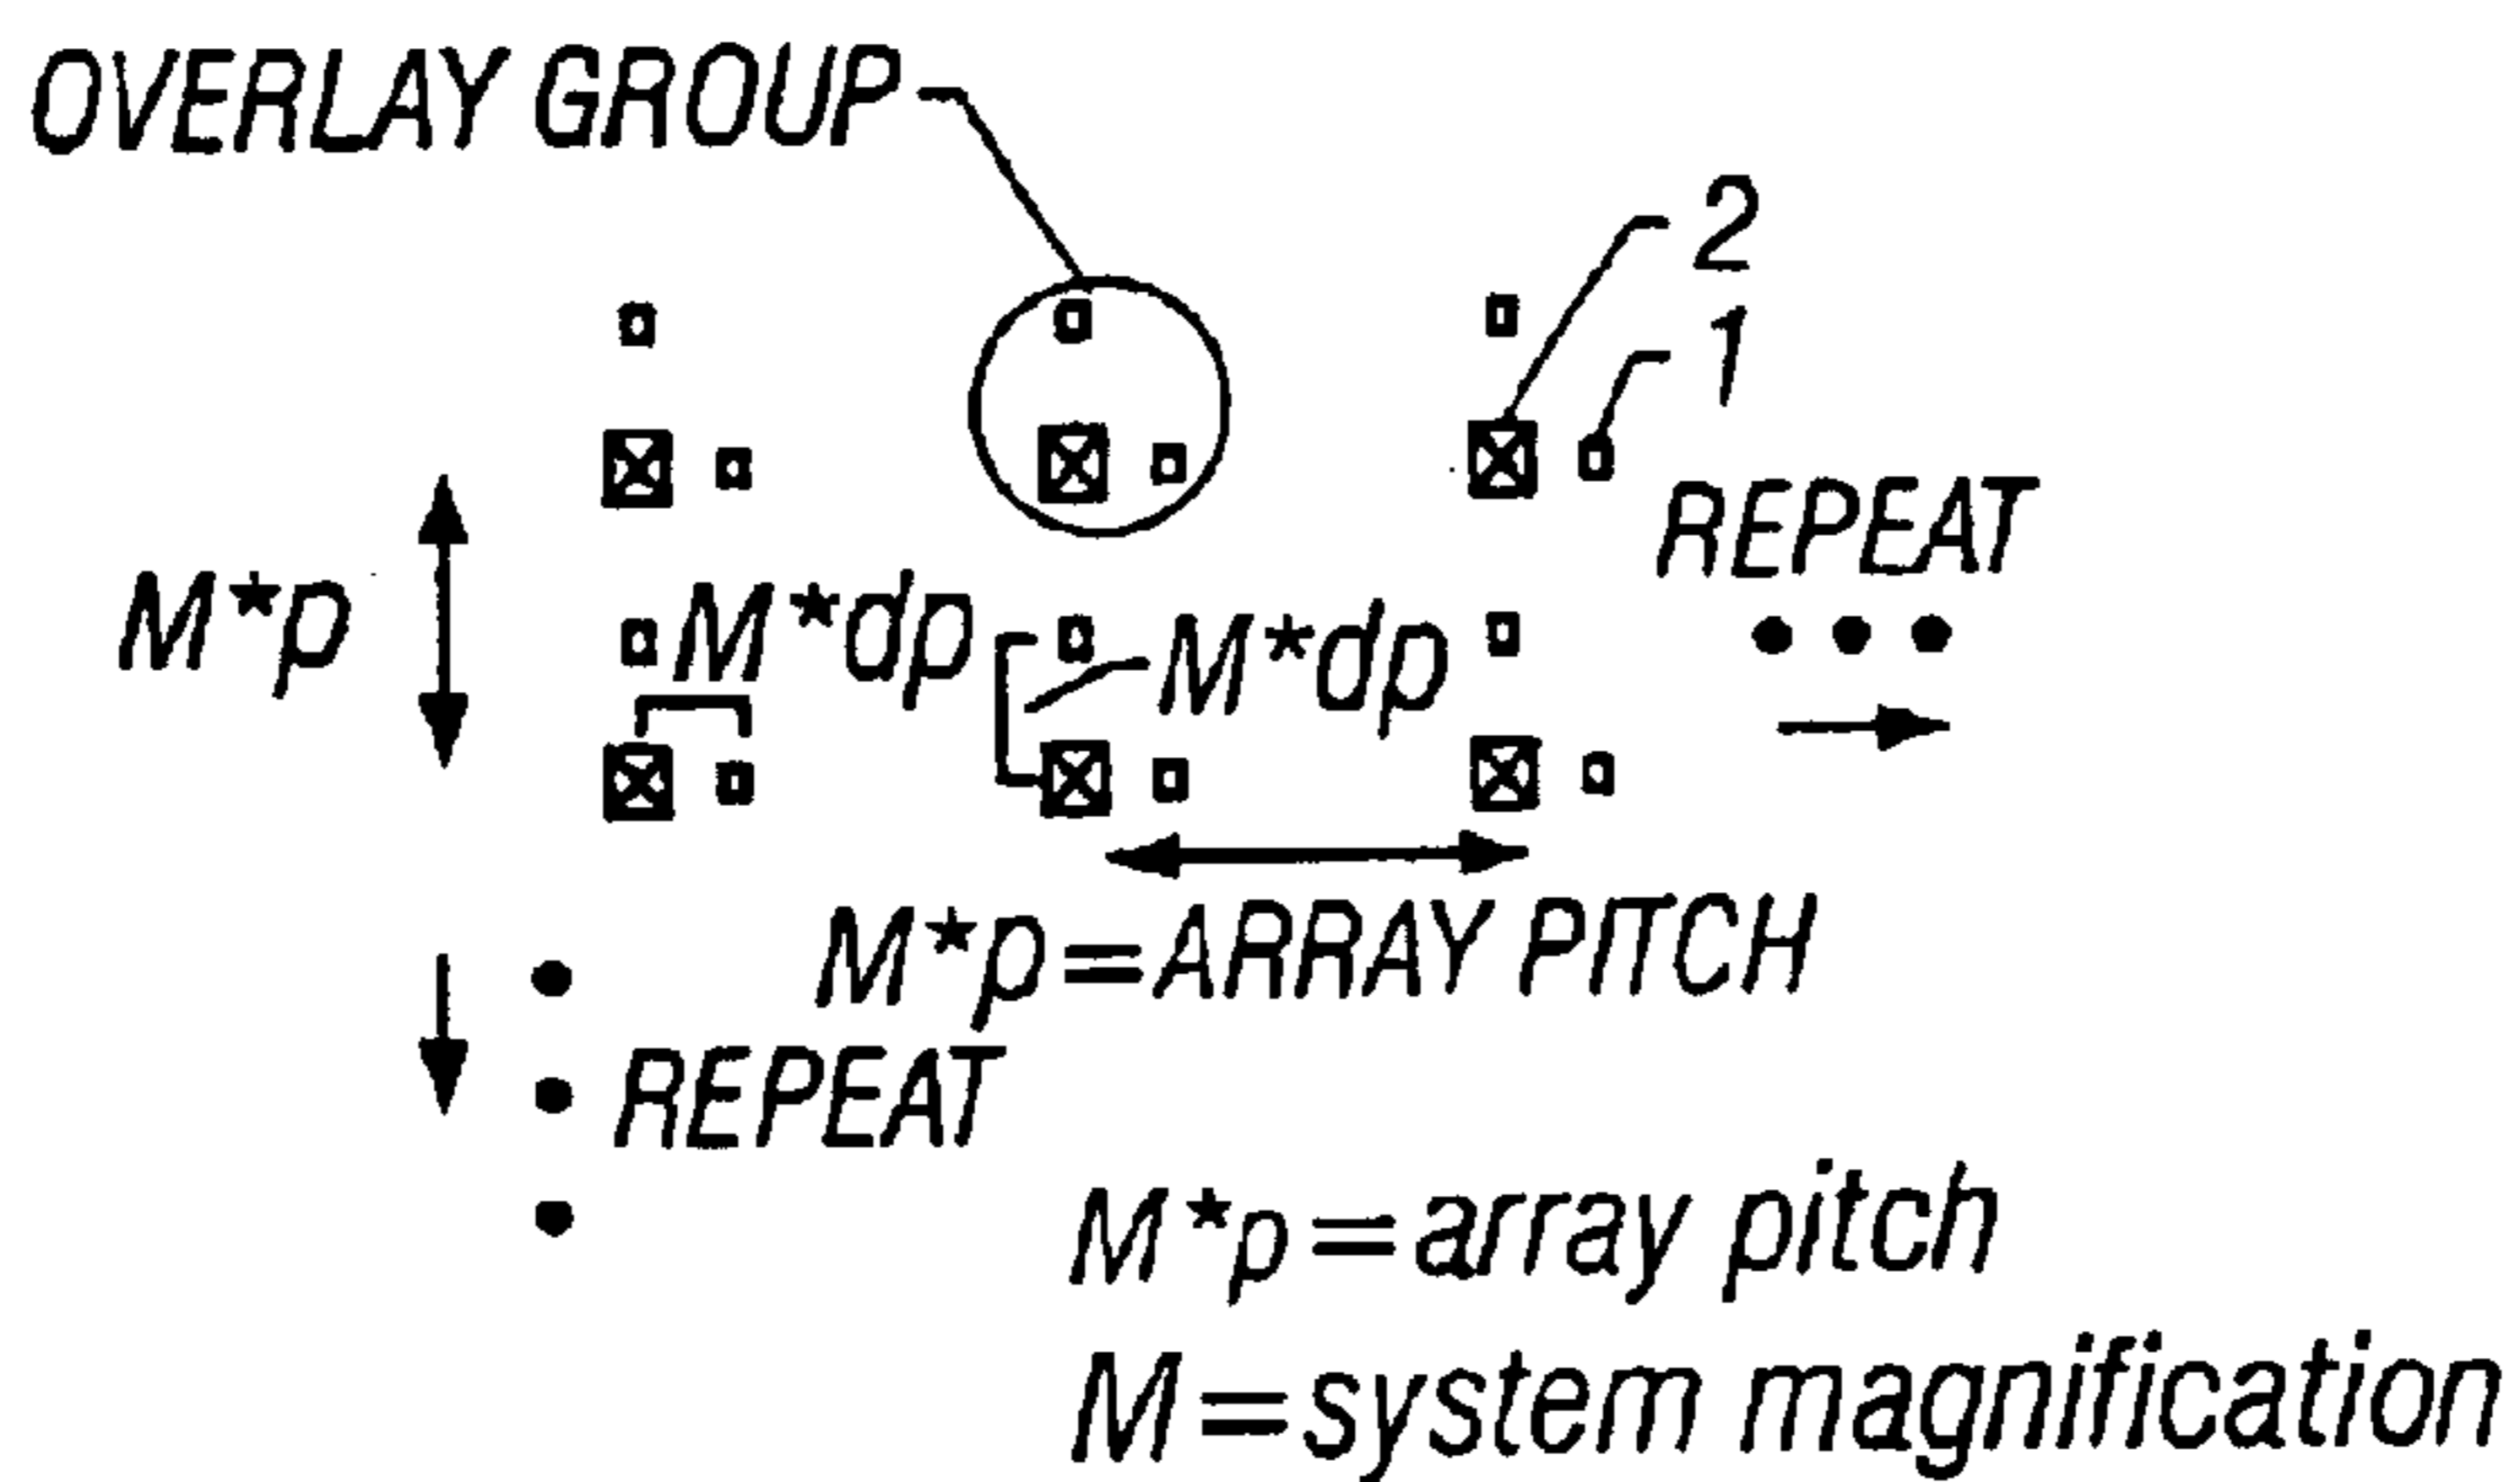 OVERLAY GROUP
2
1
REPEAT
M*p
M*dp
M*dp
M*p=ARRAY PITCH
REPEAT
M*p=array pitch
M=system magnification